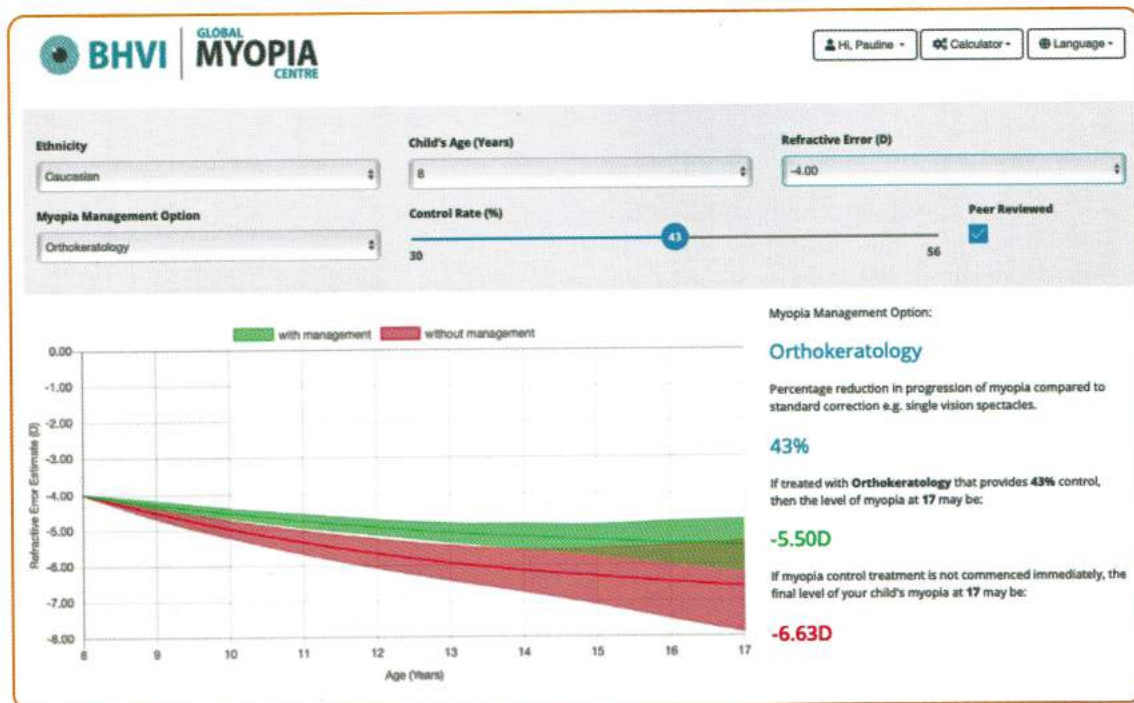 BHVI
GLOBAL
MYOPIA
CENTRE
Hi, Pauline
Calculator
Language
Ethnicity
Child's Age (Years)
Refractive Error (D)
Caucasian
8
-4.00
Myopia Management Option
Control Rate (%)
Peer Reviewed
Orthokeratology
43
30
56
with management
without management
0.00
-1.00
-2.00
-3.00
-4.00
-5.00
-6.00
-7.00
-8.00
Refractive Error Estimate (D)
8 9 10 11 12 13 14 15 16 17
Age (Years)
Myopia Management Option:
Orthokeratology
Percentage reduction in progression of myopia compared to
standard correction e.g. single vision spectacles.
43%
If treated with Orthokeratology that provides 43% control,
then the level of myopia at 17 may be:
-5.50D
If myopia control treatment is not commenced immediately, the
final level of your child's myopia at 17 may be:
-6.63D